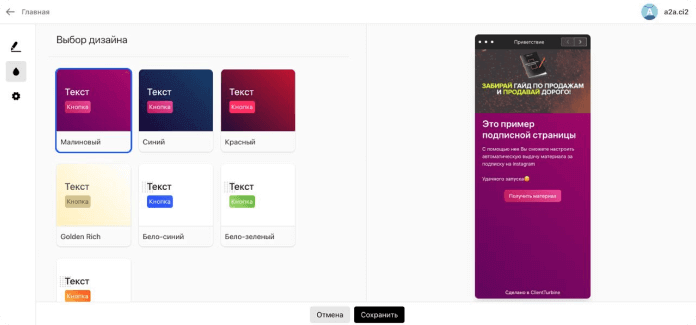 Главная
a2a.ci2
Выбор дизайна
Текст
Кнопка
Малиновый
Текст
Кнопка
Синий
Текст
Кнопка
Красный
Текст
Кнопка
Golden Rich
Текст
Кнопка
Бело-синий
Текст
Кнопка
Бело-зеленый
Текст
Кнопка
Приветствие
ЗАБИРАЙ ГАЙД ПО ПРОДАЖАМ
И ПРОДАВАЙ ДОРОГО!
Это пример
подписной страницы
С помощью нее Вы сможете настроить
автоматическую выдачу материала за
подписку на Instagram
Удачного запуска😉
Получить материал
Сделано в ClientTurbine
Отмена
Сохранить